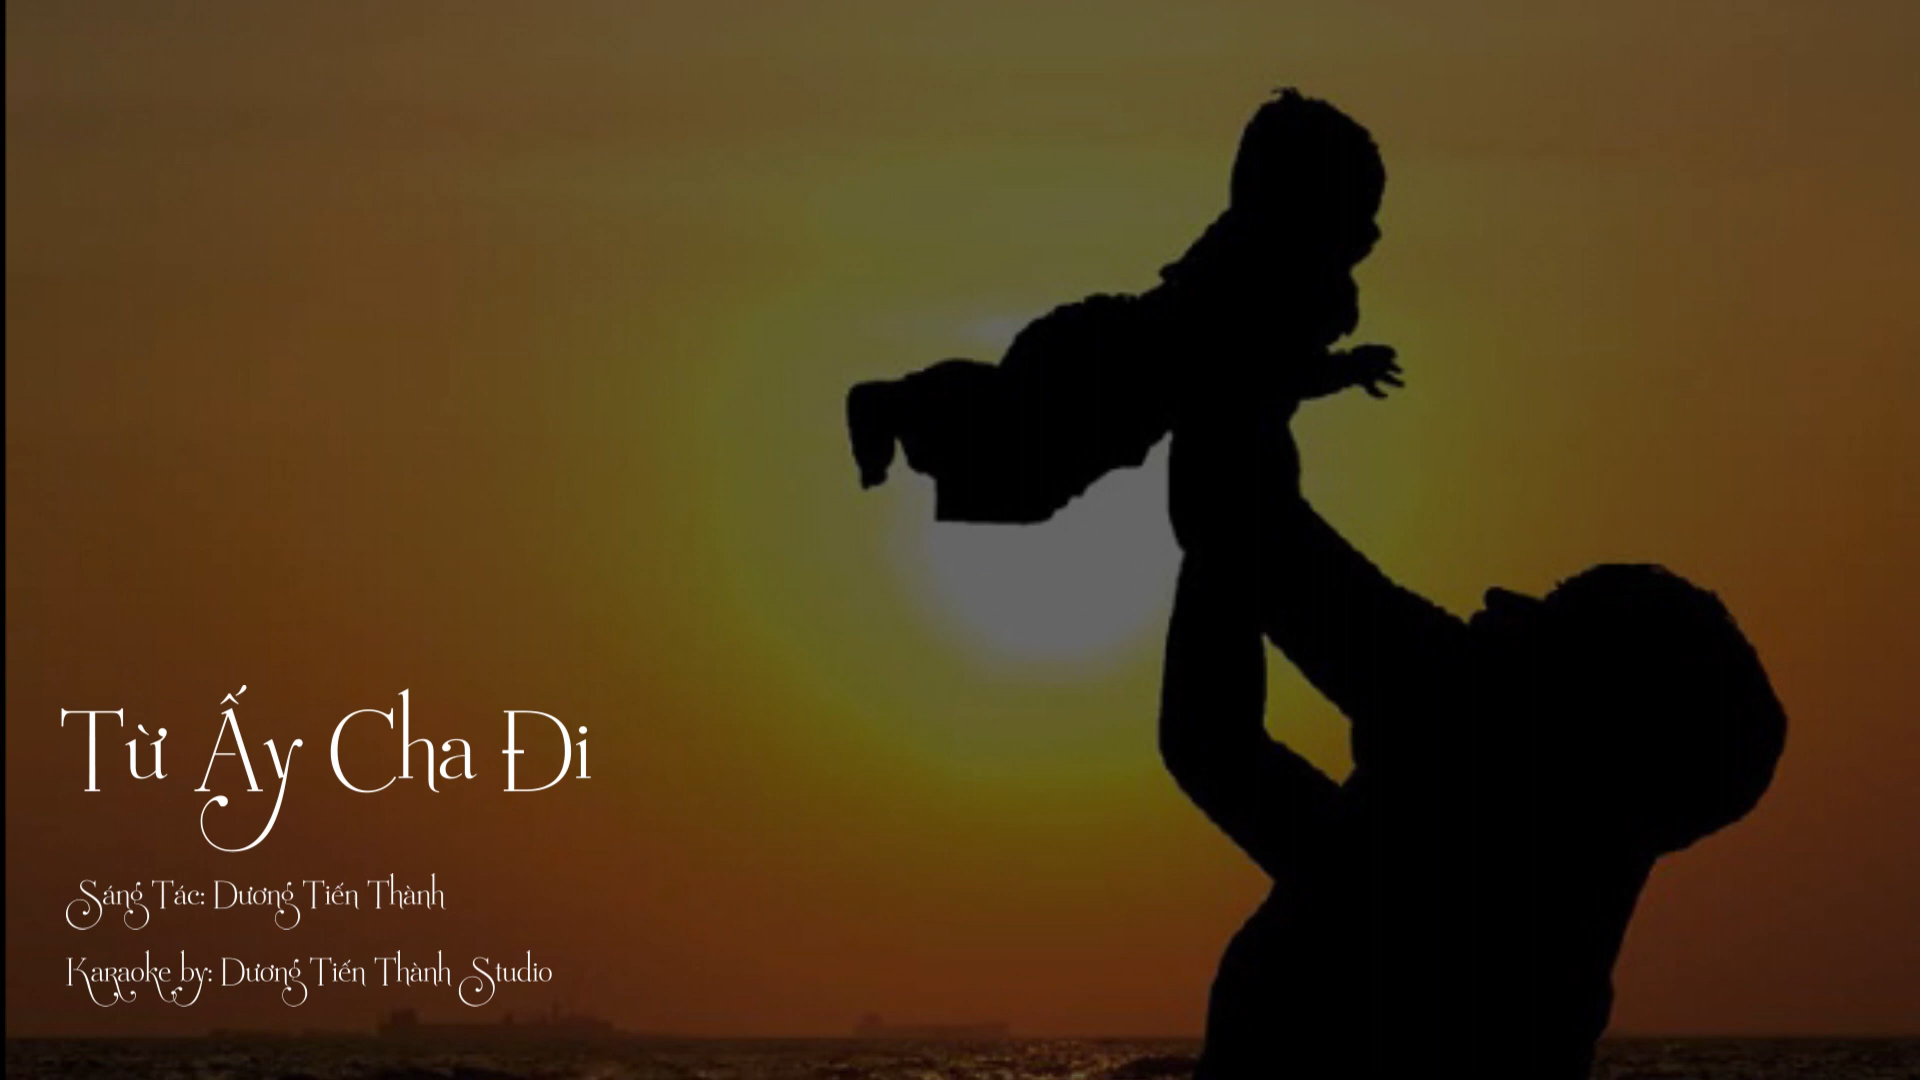 Từ Ấy Cha Đi
Sáng Tác: Dương Tiến Thành
Karaoke by: Dương Tiến Thành Studio